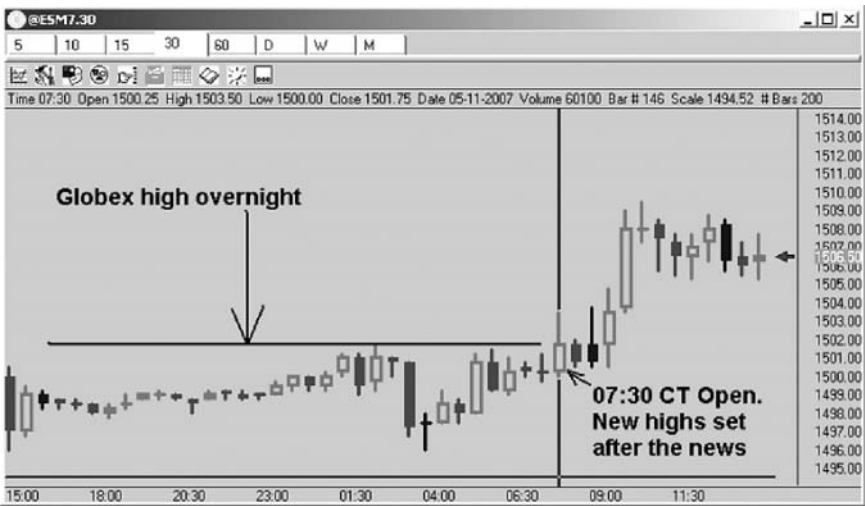 @ESM7.30
5 10 15 30 60 D W M
Time 07:30 Open 1500.25 High 1503.50 Low 1500.00 Close 1501.75 Date 05-11-2007 Volume 60100 Bar # 146 Scale 1494.52 # Bars 200
1514.00
1513.00
1512.00
1511.00
Globex high overnight
1510.00
1509.00
1508.00
1507.00
1506.50
1506.00
1505.00
1504.00
1503.00
1502.00
1501.00
1500.00
07:30 CT Open.
1499.00
New highs set
1498.00
after the news
1497.00
1496.00
1495.00
15:00 18:00 20:30 23:00 01:30 04:00 06:30 09:00 11:30